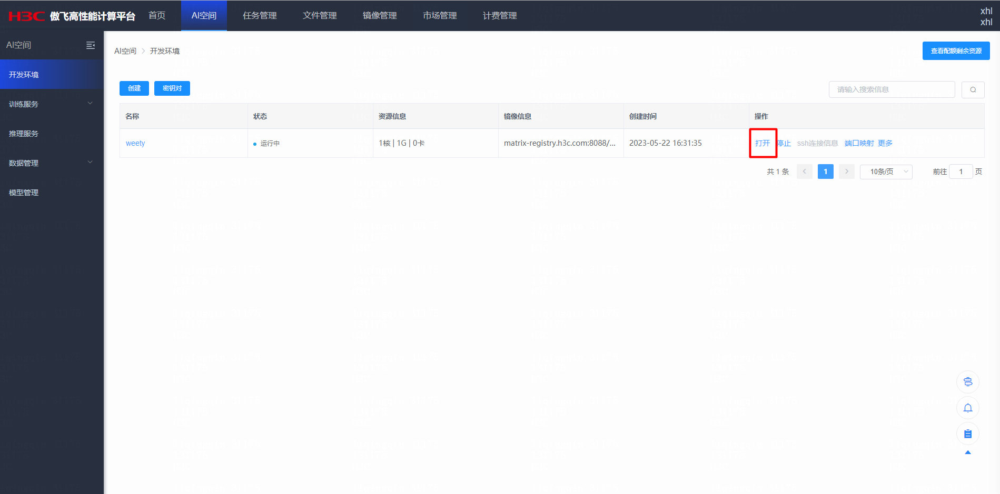 H3C 傲飞高性能计算平台 首页 AI空间 任务管理 文件管理 镜像管理 市场管理 计费管理 xhl
xhl
AI空间
开发环境
训练服务
推理服务
数据管理
模型管理
AI空间 > 开发环境
查看配额剩余资源
创建 密钥对 请输入搜索信息
名称 状态 资源信息 镜像信息 创建时间 操作
weety 运行中 1核 | 1G | 0卡 matrix-registry.h3c.com:8088/... 2023-05-22 16:31:35 打开 停止 ssh连接信息 端口映射 更多
共 1 条 < 1 > 10条/页 前往 1 页